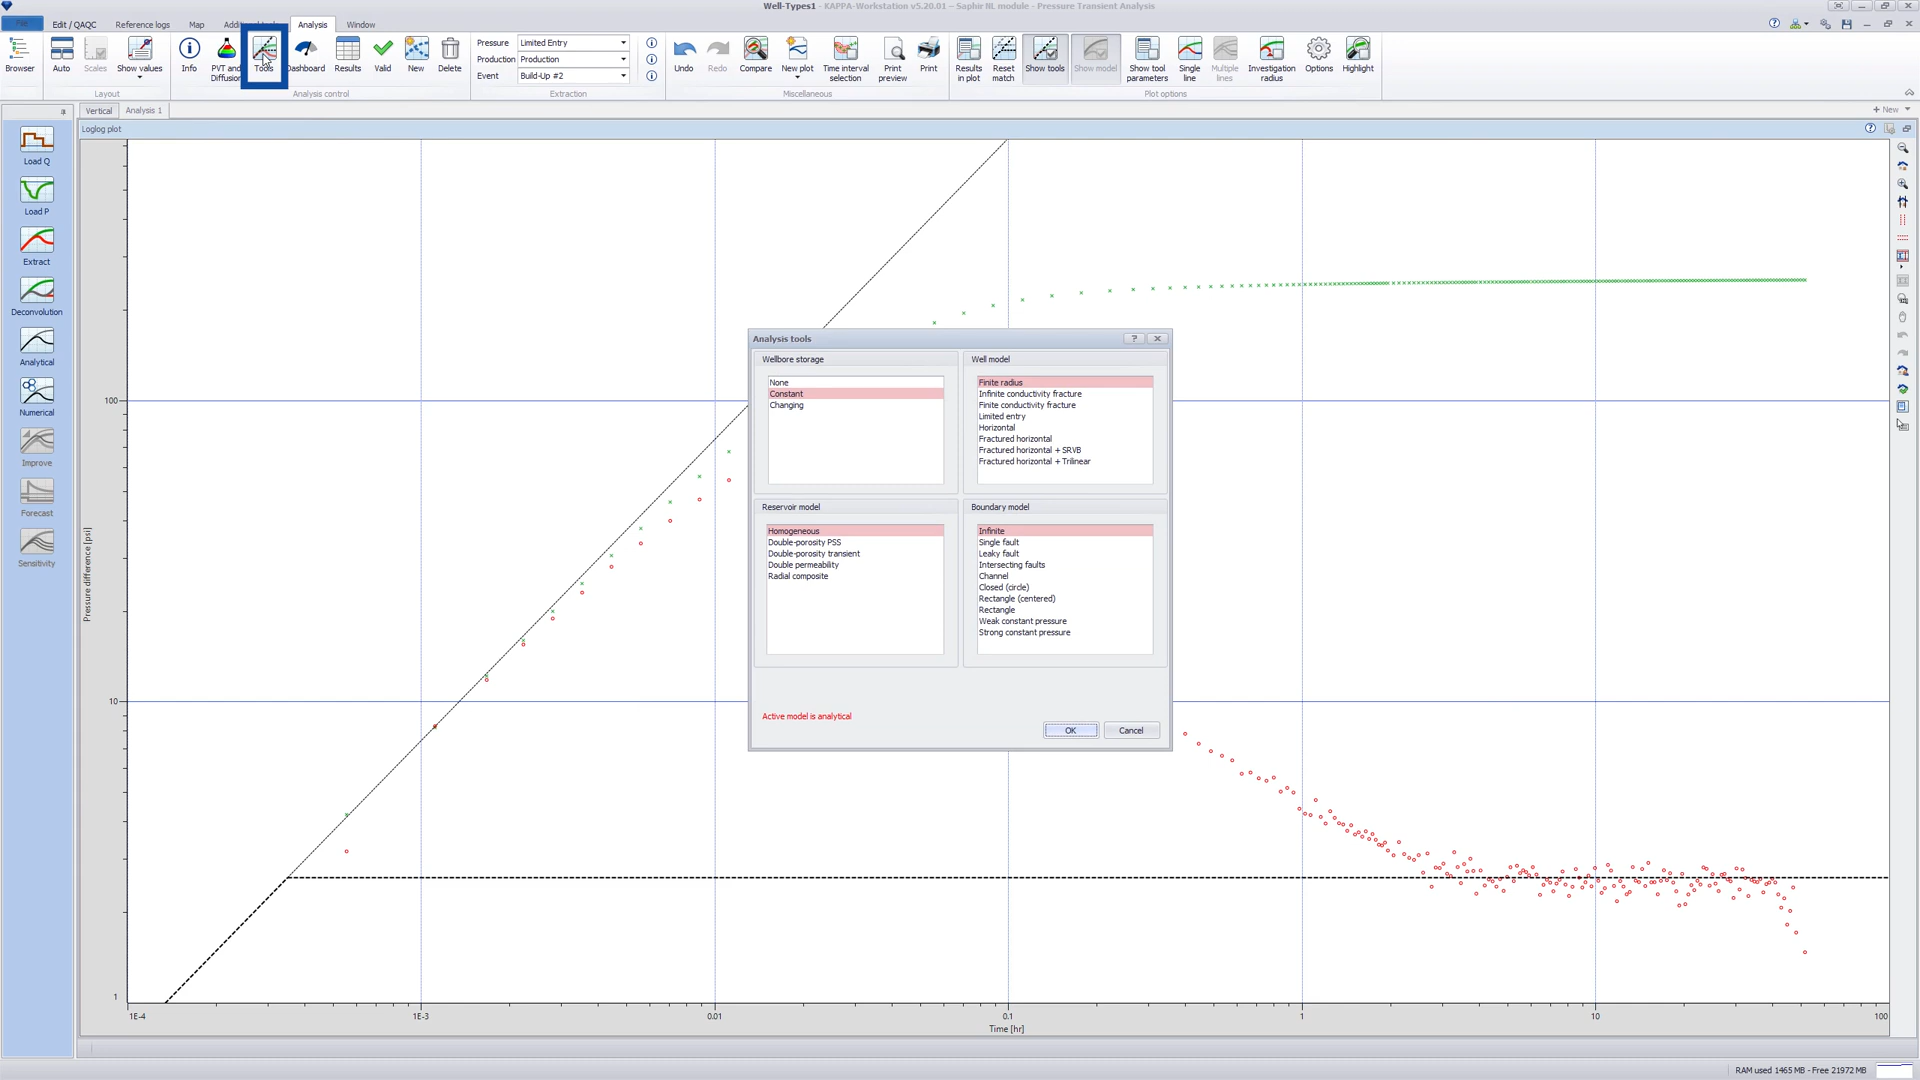 Well-Types1 - KAPPA-Workstation v5.20.01 - Saphir NL module - Pressure Transient Analysis
File
Edit / QAQC
Reference logs
Map
Analysis
Window
Browser
Auto
Scales
Show values
Layout
Info
PVT and
Diffusion
Tools
Dashboard
Results
Valid
New
Delete
Analysis control
Pressure
Limited Entry
Production
Production
Event
Build-Up #2
Extraction
Undo
Redo
Compare
New plot
Time interval
selection
Print
preview
Print
Miscellaneous
Results
in plot
Reset
match
Show tools
Show model
Show tool
parameters
Single
line
Multiple
lines
Investigation
radius
Options
Highlight
Plot options
Vertical
Analysis 1
+ New
Load Q
Load P
Extract
Deconvolution
Analytical
Numerical
Improve
Forecast
Sensitivity
Loglog plot
100
10
1
Pressure difference [psi]
1E-4
1E-3
0.01
0.1
1
10
100
Time [hr]
Analysis tools
Wellbore storage
None
Constant
Changing
Well model
Finite radius
Infinite conductivity fracture
Finite conductivity fracture
Limited entry
Horizontal
Fractured horizontal
Fractured horizontal + SRVB
Fractured horizontal + Trilinear
Reservoir model
Homogeneous
Double-porosity PSS
Double-porosity transient
Double permeability
Radial composite
Boundary model
Infinite
Single fault
Leaky fault
Intersecting faults
Channel
Closed (circle)
Rectangle (centered)
Rectangle
Weak constant pressure
Strong constant pressure
Active model is analytical
OK
Cancel
RAM used 1465 MB - Free 21972 MB